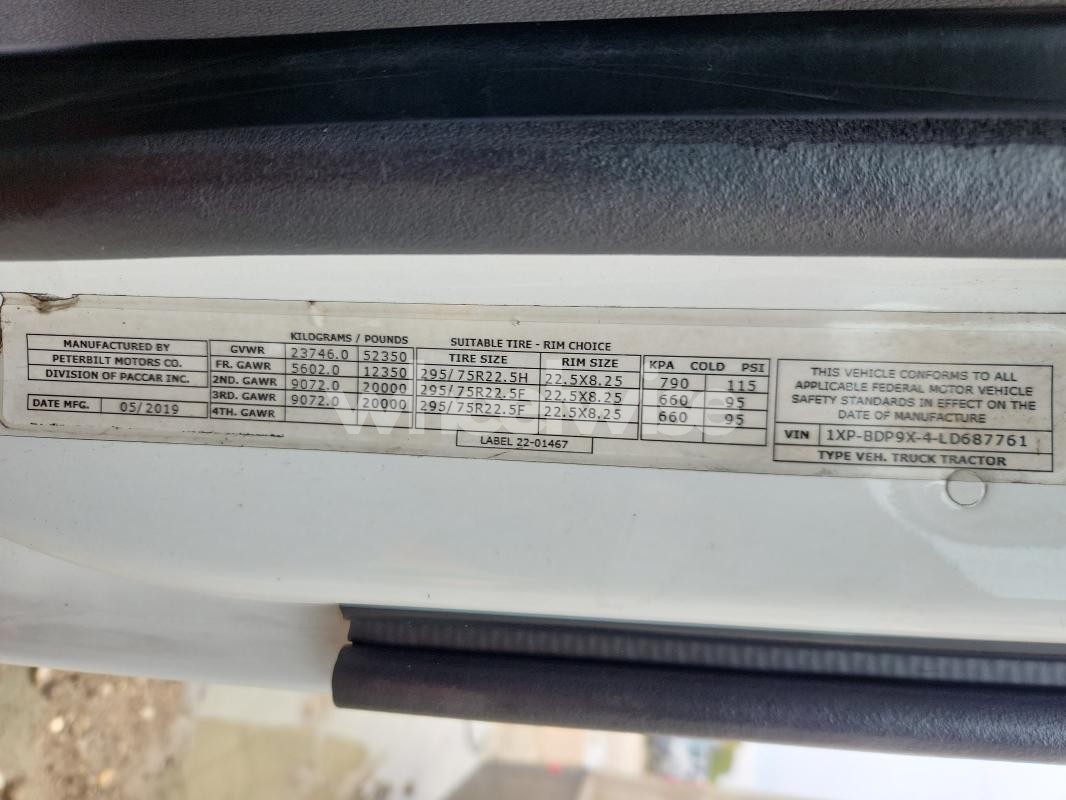 MANUFACTURED BY
PETERBILT MOTORS CO.
DIVISION OF PACCAR INC.
DATE MFG. 05/2019
KILOGRAMS / POUNDS
GVWR 23746.0 52350
FR. GAWR 5602.0 12350
2ND. GAWR 9072.0 20000
3RD. GAWR 9072.0 20000
4TH. GAWR
SUITABLE TIRE - RIM CHOICE
TIRE SIZE RIM SIZE
295/75R22.5H 22.5X8.25
295/75R22.5F 22.5X8.25
295/75R22.5F 22.5X8.25
KPA COLD PSI
790 115
660 95
660 95
LABEL 22-01467
THIS VEHICLE CONFORMS TO ALL
APPLICABLE FEDERAL MOTOR VEHICLE
SAFETY STANDARDS IN EFFECT ON THE
DATE OF MANUFACTURE
VIN 1XP-BDP9X-4-LD687761
TYPE VEH. TRUCK TRACTOR